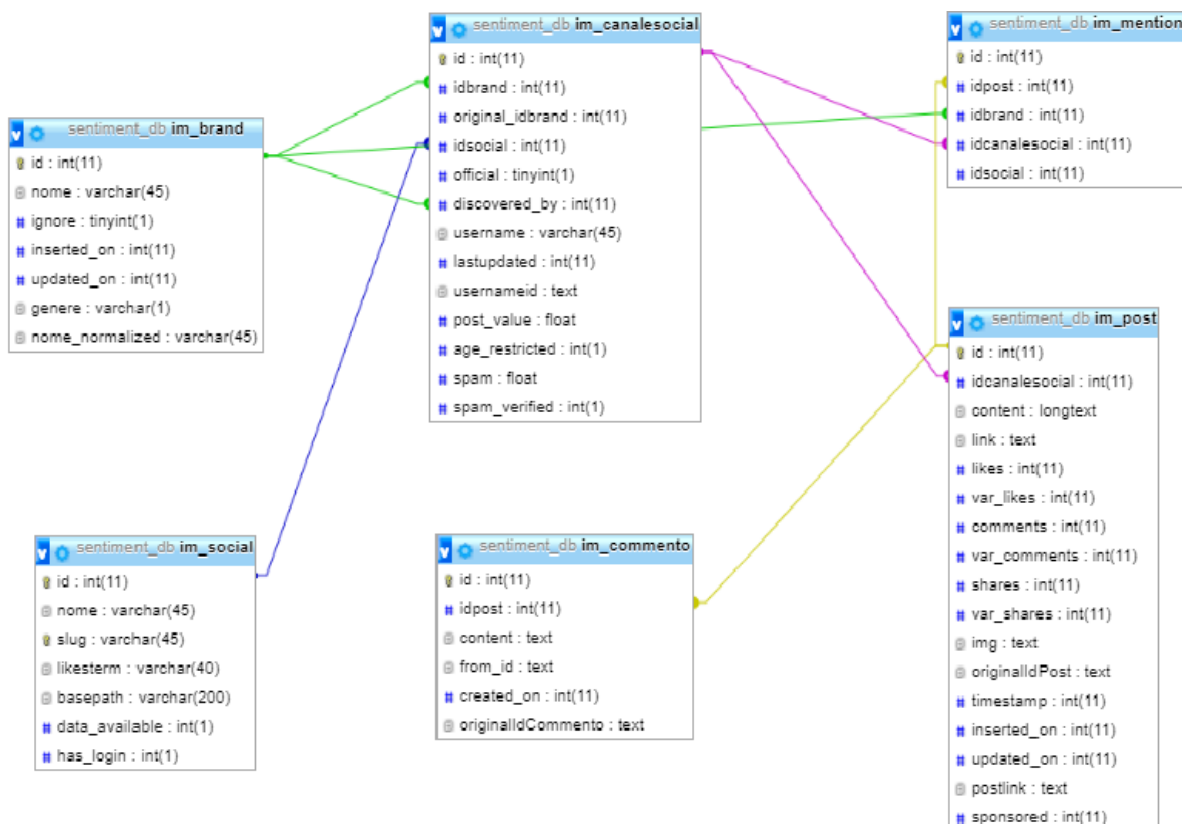 sentiment_db im_brand
id : int(11)
nome : varchar(45)
ignore : tinyint(1)
inserted_on : int(11)
updated_on : int(11)
genere : varchar(1)
nome_normalized : varchar(45)
sentiment_db im_canalesocial
id : int(11)
idbrand : int(11)
original_idbrand : int(11)
idsocial : int(11)
official : tinyint(1)
discovered_by : int(11)
username : varchar(45)
lastupdated : int(11)
usernameid : text
post_value : float
age_restricted : int(1)
spam : float
spam_verified : int(1)
sentiment_db im_mention
id : int(11)
idpost : int(11)
idbrand : int(11)
idcanalesocial : int(11)
idsocial : int(11)
sentiment_db im_social
id : int(11)
nome : varchar(45)
slug : varchar(45)
likesterm : varchar(40)
basepath : varchar(200)
data_available : int(1)
has_login : int(1)
sentiment_db im_commento
id : int(11)
idpost : int(11)
content : text
from_id : text
created_on : int(11)
originalIdCommento : text
sentiment_db im_post
id : int(11)
idcanalesocial : int(11)
content : longtext
link : text
likes : int(11)
var_likes : int(11)
comments : int(11)
var_comments : int(11)
shares : int(11)
var_shares : int(11)
img : text
originalIdPost : text
timestamp : int(11)
inserted_on : int(11)
updated_on : int(11)
postlink : text
sponsored : int(11)